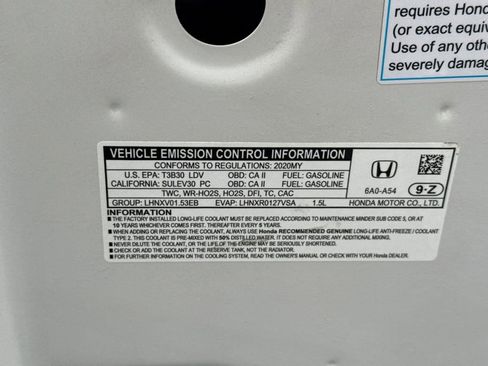 requires Hond
(or exact equiv
Use of any othe
severely damag
VEHICLE EMISSION CONTROL INFORMATION
CONFORMS TO REGULATIONS: 2020MY
U.S. EPA: T3B30 LDV OBD: CA II FUEL: GASOLINE
CALIFORNIA: SULEV30 PC OBD: CA II FUEL: GASOLINE
TWC, WR-HO2S, HO2S, DFI, TC, CAC
GROUP: LHNXV01.53EB EVAP: LHNXR0127VSA 1.5L
6A0-A54 9-Z
HONDA MOTOR CO., LTD.
INFORMATION
■ THE FACTORY INSTALLED LONG-LIFE COOLANT MUST BE REPLACED ACCORDING TO MAINTENANCE MINDER SUB CODE 5, OR AT
10 YEARS WHICHEVER COMES FIRST. THEREAFTER EVERY 5 YEARS.
■ WHEN ADDING OR REPLACING THE COOLANT, ALWAYS USE Honda RECOMMENDED GENUINE LONG-LIFE ANTI-FREEZE / COOLANT
TYPE 2. THIS COOLANT IS PRE-MIXED WITH 50% DISTILLED WATER. IT DOES NOT REQUIRE ANY ADDITIONAL MIXING.
■ NEVER DILUTE THE COOLANT, OR LIFE OF THE ENGINE MAY BE SERIOUSLY SHORTENED.
■ CHECK OR ADD COOLANT AT THE RESERVE TANK, NOT THE RADIATOR.
■ FOR FURTHER INFORMATION ON THE COOLING SYSTEM, READ THE OWNER'S MANUAL OR CHECK WITH YOUR Honda DEALER.